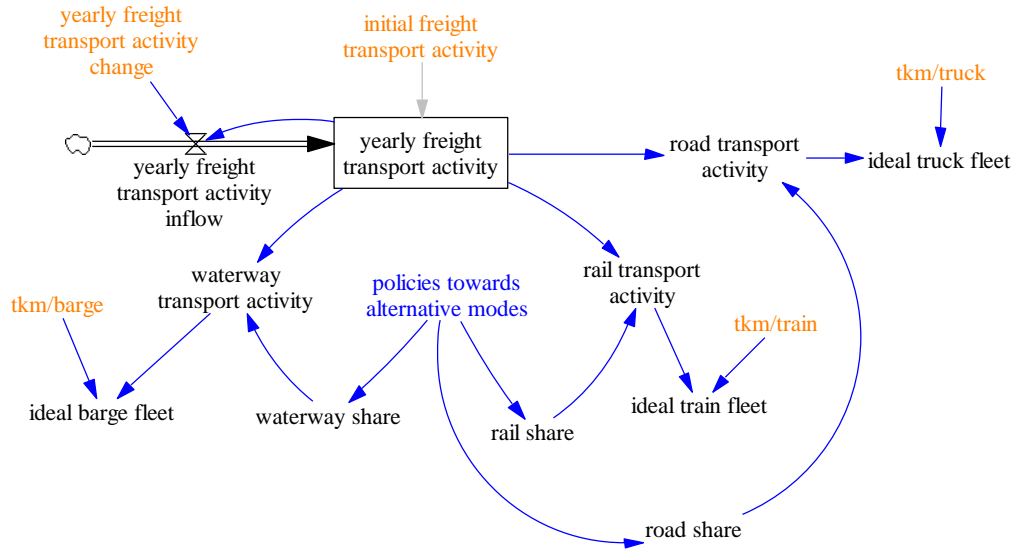 yearly freight
transport activity
change
initial freight
transport activity
tkm/truck
yearly freight
transport activity
road transport
activity
ideal truck fleet
yearly freight
transport activity
inflow
waterway
transport activity
policies towards
alternative modes
rail transport
activity
tkm/barge
tkm/train
ideal barge fleet
waterway share
rail share
ideal train fleet
road share